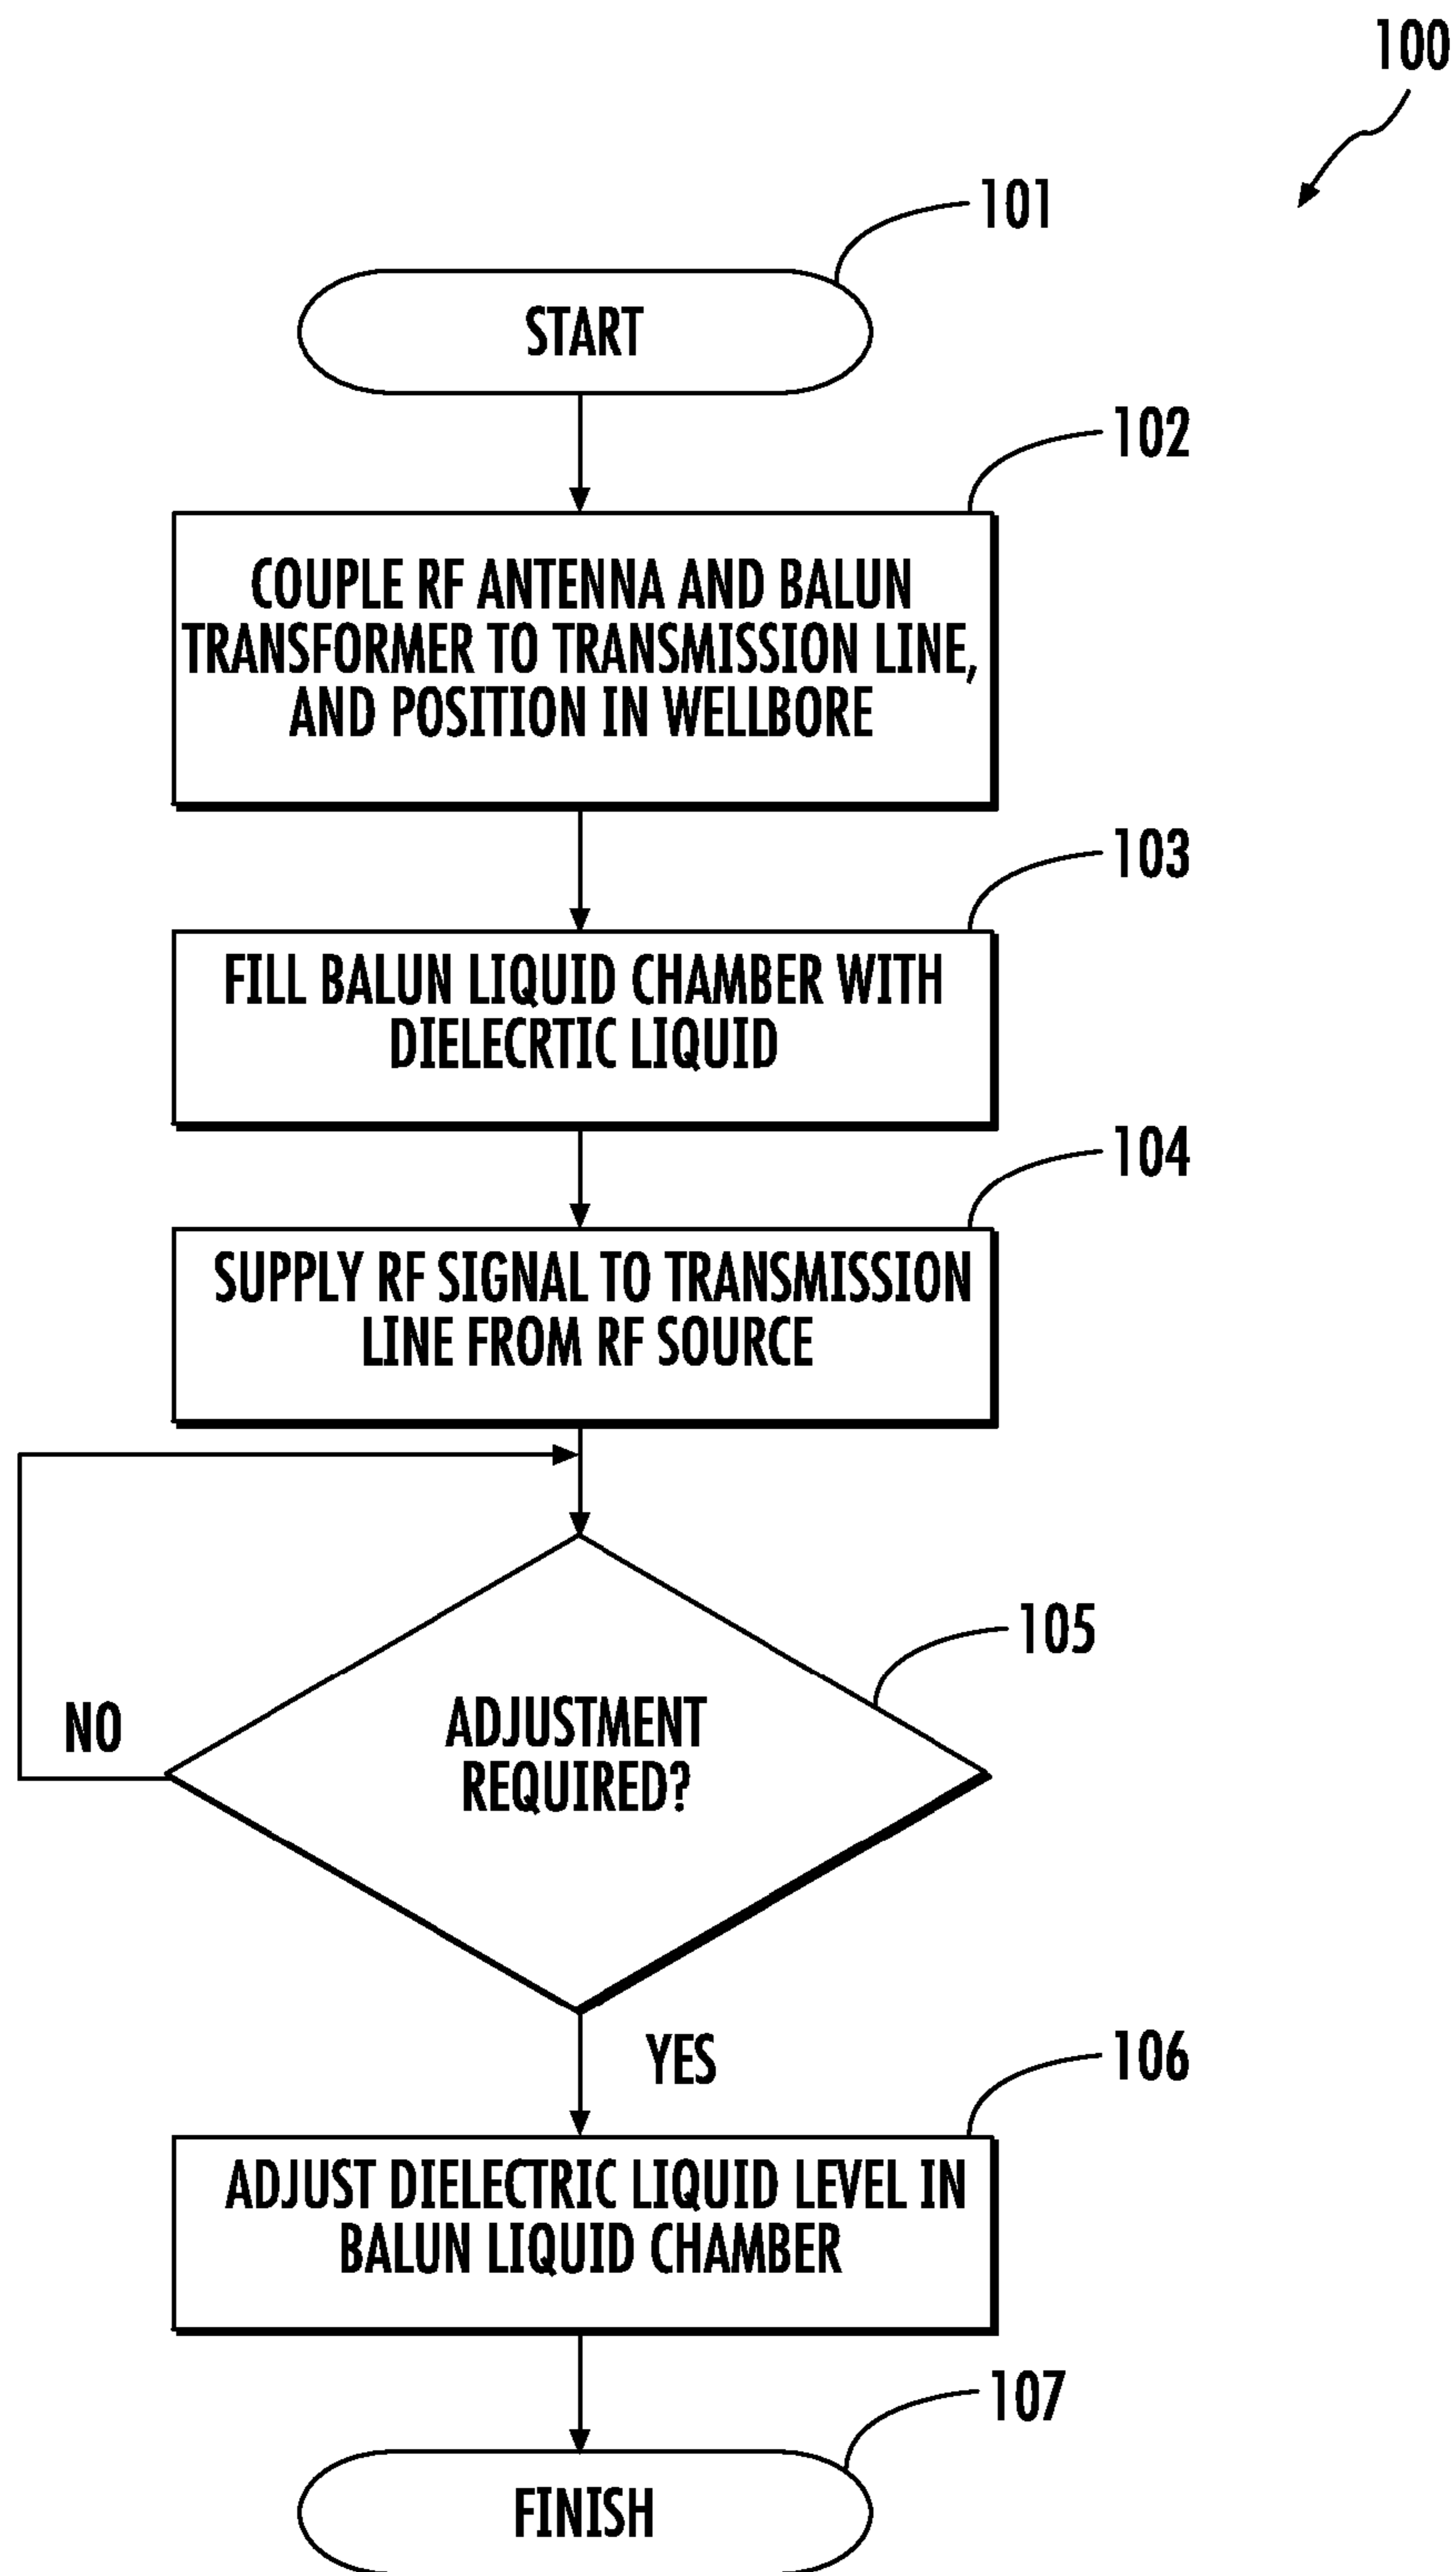 100
101
START
102
COUPLE RF ANTENNA AND BALUN
TRANSFORMER TO TRANSMISSION LINE,
AND POSITION IN WELLBORE
103
FILL BALUN LIQUID CHAMBER WITH
DIELECRTIC LIQUID
104
SUPPLY RF SIGNAL TO TRANSMISSION
LINE FROM RF SOURCE
105
ADJUSTMENT
REQUIRED?
NO
YES
106
ADJUST DIELECTRIC LIQUID LEVEL IN
BALUN LIQUID CHAMBER
107
FINISH